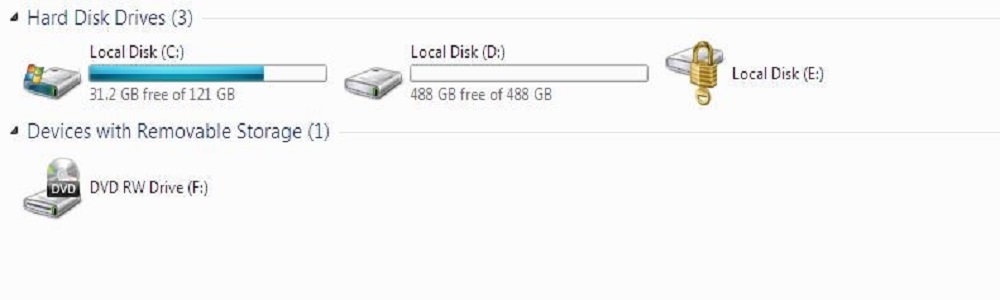 Hard Disk Drives (3)
Local Disk (C:)
31.2 GB free of 121 GB
Local Disk (D:)
488 GB free of 488 GB
Local Disk (E:)
Devices with Removable Storage (1)
DVD
DVD RW Drive (F:)